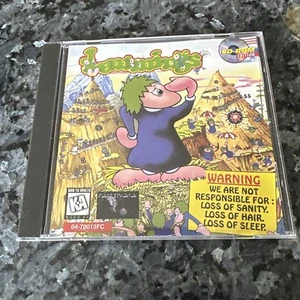 Lemmings
CD-ROM
WARNING
WE ARE NOT
RESPONSIBLE FOR:
LOSS OF SANITY.
LOSS OF HAIR.
LOSS OF SLEEP.
K-A
04-70013FC